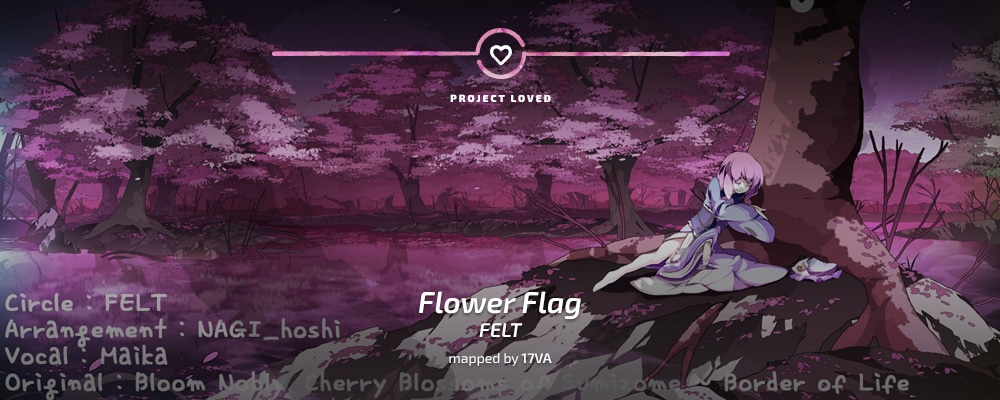 PROJECT LOVED
Flower Flag
FELT
mapped by 17VA
Circle : FELT
Arrangement : NAGI_hoshi
Vocal : Maika
Original : Bloom Nobly, Cherry Blossoms of Sumizome ~ Border of Life